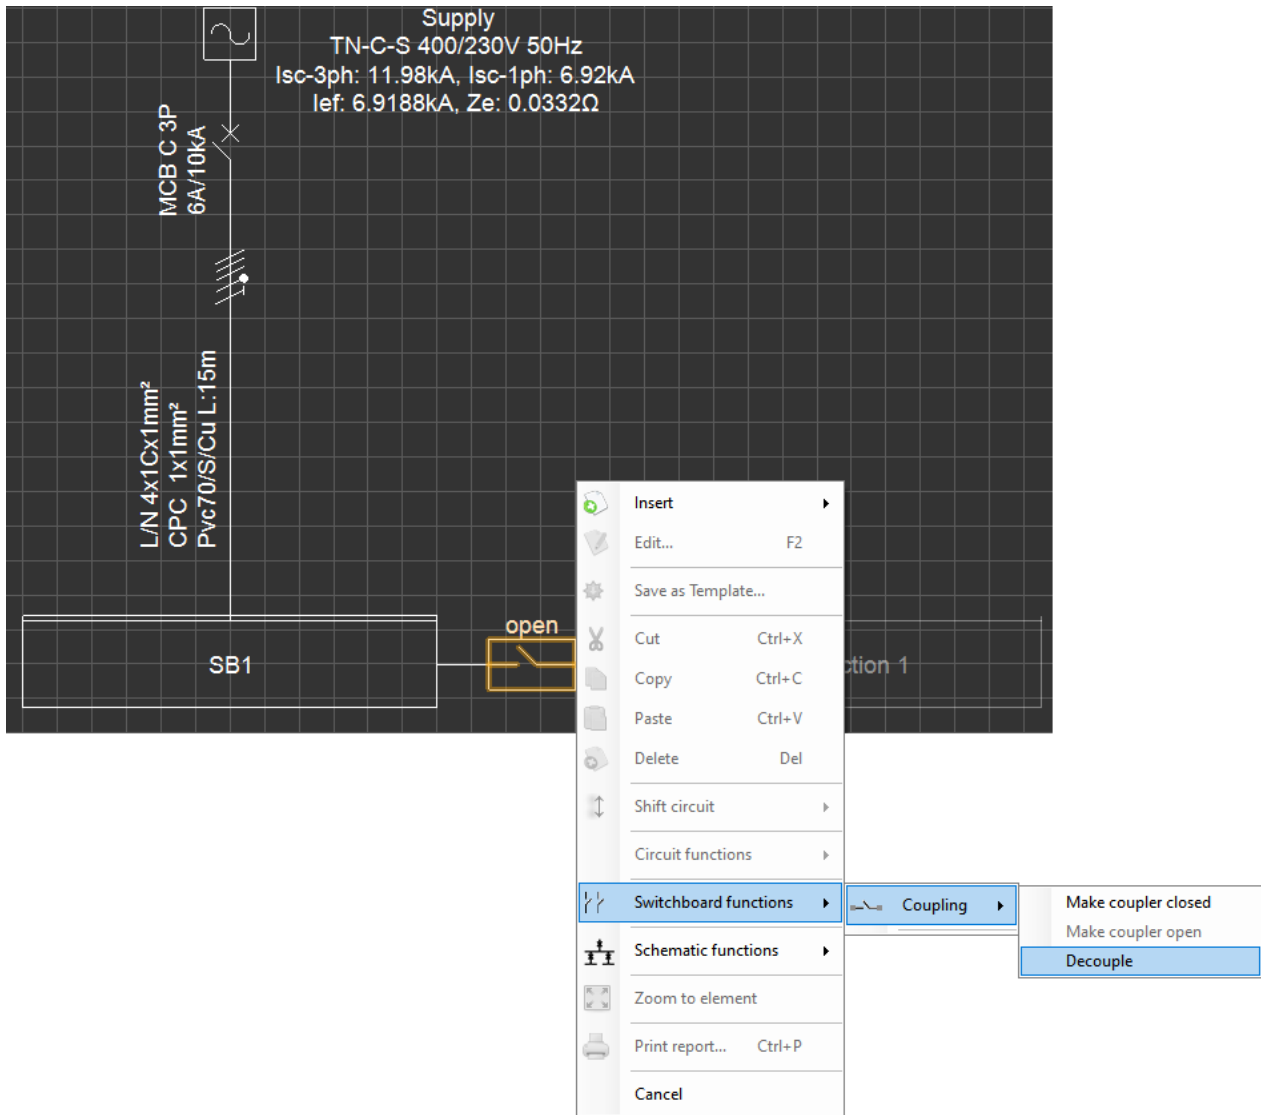 Supply
TN-C-S 400/230V 50Hz
Isc-3ph: 11.98kA, Isc-1ph: 6.92kA
Ief: 6.9188kA, Ze: 0.0332Ω
MCB C 3P
6A/10kA
L/N 4x1Cx1mm²
CPC 1x1mm²
Pvc70/S/Cu L:15m
SB1
open
ction 1
Insert
Edit... F2
Save as Template...
Cut Ctrl+X
Copy Ctrl+C
Paste Ctrl+V
Delete Del
Shift circuit
Circuit functions
Switchboard functions
Coupling
Make coupler closed
Make coupler open
Decouple
Schematic functions
Zoom to element
Print report... Ctrl+P
Cancel